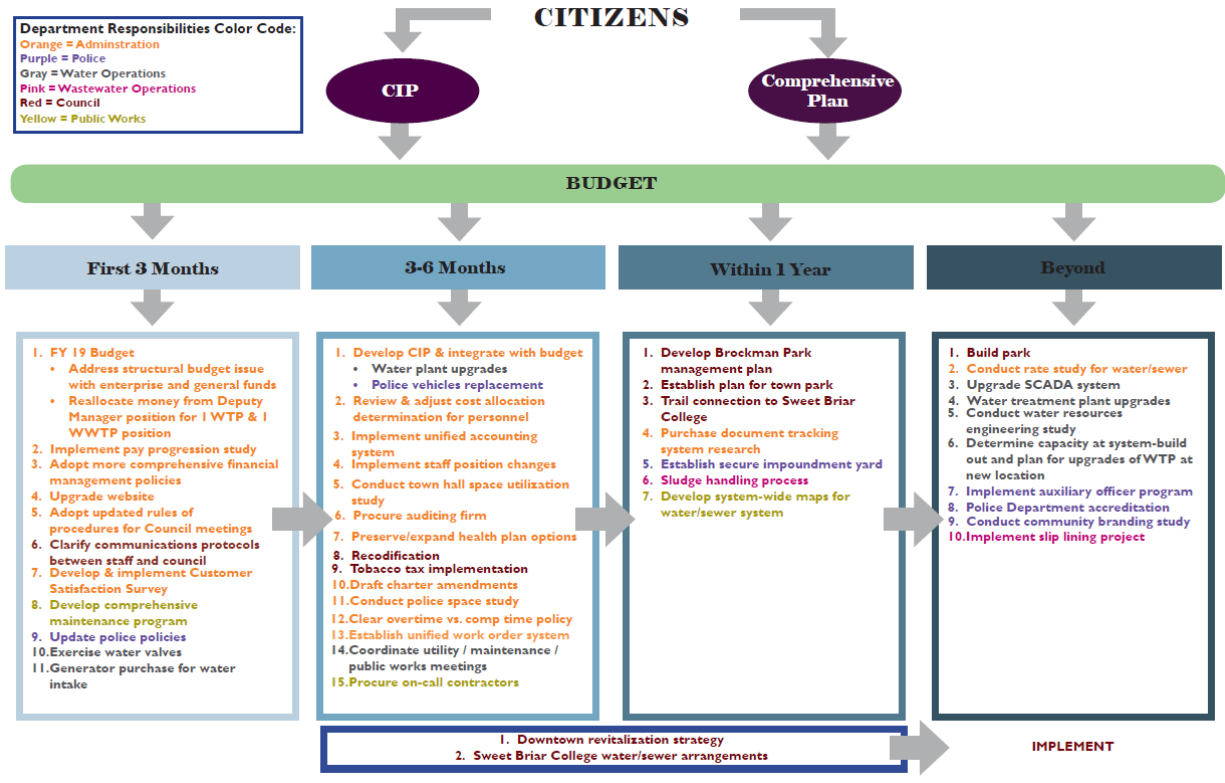 CITIZENS
Department Responsibilities Color Code:
Orange = Adminstration
Purple = Police
Gray = Water Operations
Pink = Wastewater Operations
Red = Council
Yellow = Public Works
CIP
Comprehensive
Plan
BUDGET
First 3 Months
3-6 Months
Within 1 Year
Beyond
1. FY 19 Budget
• Address structural budget issue
with enterprise and general funds
• Reallocate money from Deputy
Manager position for 1 WTP & 1
WWTP position
2. Implement pay progression study
3. Adopt more comprehensive financial
management policies
4. Upgrade website
5. Adopt updated rules of
procedures for Council meetings
6. Clarify communications protocols
between staff and council
7. Develop & implement Customer
Satisfaction Survey
8. Develop comprehensive
maintenance program
9. Update police policies
10. Exercise water valves
11. Generator purchase for water
intake
1. Develop CIP & integrate with budget
• Water plant upgrades
• Police vehicles replacement
2. Review & adjust cost allocation
determination for personnel
3. Implement unified accounting
system
4. Implement staff position changes
5. Conduct town hall space utilization
study
6. Procure auditing firm
7. Preserve/expand health plan options
8. Recodification
9. Tobacco tax implementation
10. Draft charter amendments
11. Conduct police space study
12. Clear overtime vs. comp time policy
13. Establish unified work order system
14. Coordinate utility / maintenance /
public works meetings
15. Procure on-call contractors
1. Develop Brockman Park
management plan
2. Establish plan for town park
3. Trail connection to Sweet Briar
College
4. Purchase document tracking
system research
5. Establish secure impoundment yard
6. Sludge handling process
7. Develop system-wide maps for
water/sewer system
1. Build park
2. Conduct rate study for water/sewer
3. Upgrade SCADA system
4. Water treatment plant upgrades
5. Conduct water resources
engineering study
6. Determine capacity at system-build
out and plan for upgrades of WTP at
new location
7. Implement auxiliary officer program
8. Police Department accreditation
9. Conduct community branding study
10. Implement slip lining project
1. Downtown revitalization strategy
2. Sweet Briar College water/sewer arrangements
IMPLEMENT